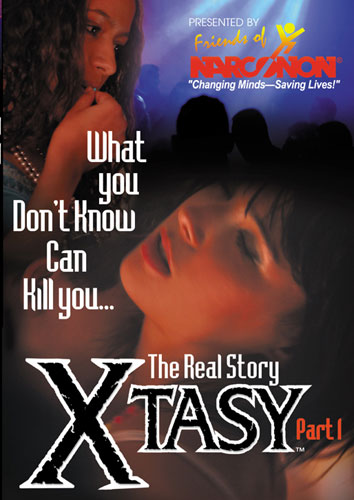 PRESENTED BY
Friends of
NARCONON®
"Changing Minds—Saving Lives!"
What
you
Don't Know
Can
Kill you...
The Real Story
XTASY™
Part 1